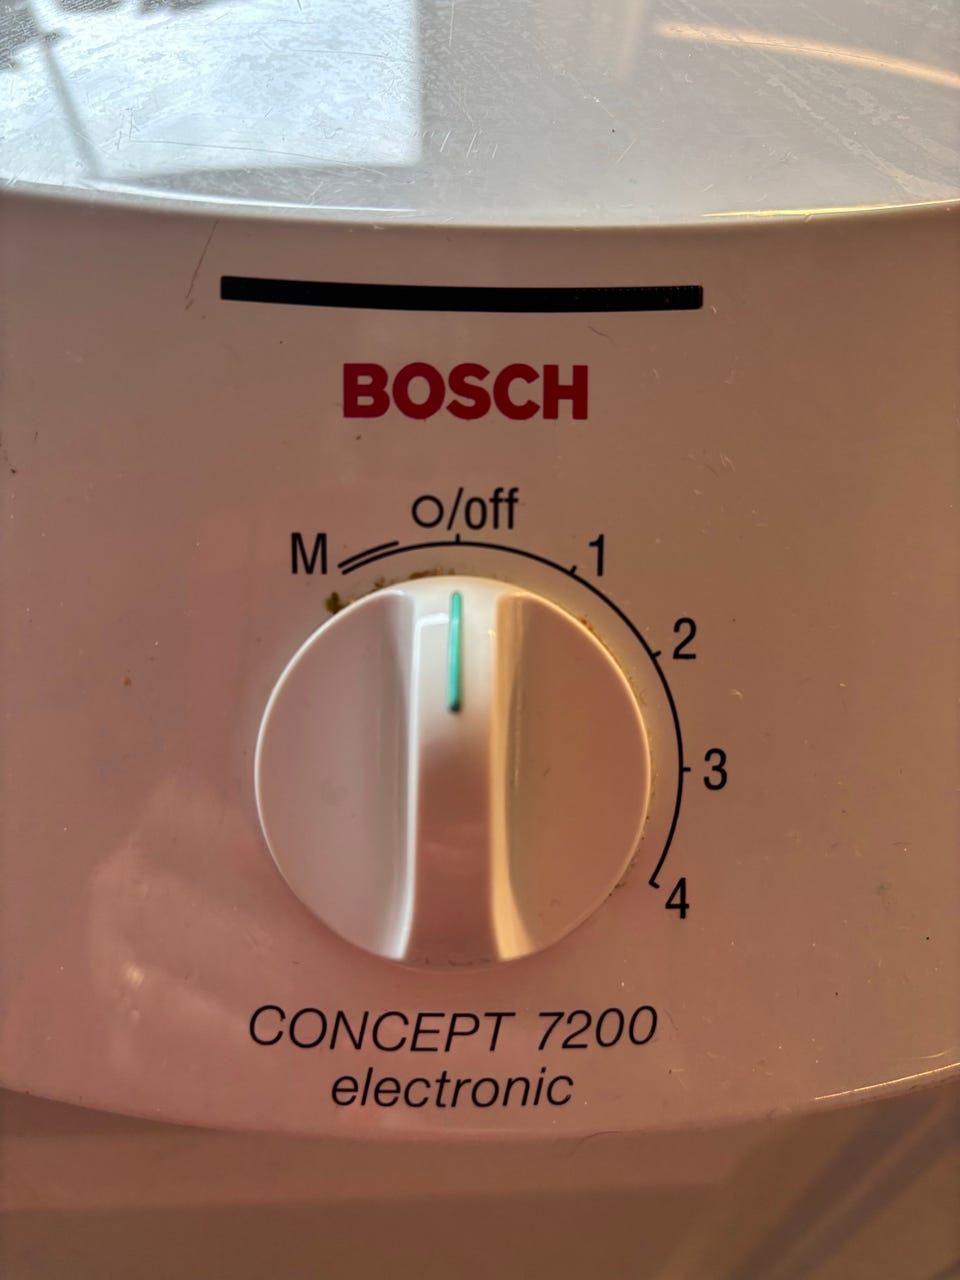 BOSCH
O/off
M
1
2
3
4
CONCEPT 7200
electronic